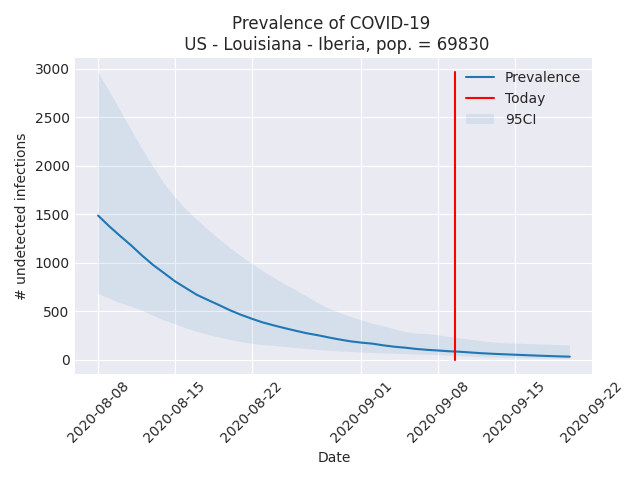 Prevalence of COVID-19
US - Louisiana - Iberia, pop. = 69830
3000
2500
2000
1500
1000
500
0
# undetected infections
Prevalence
Today
95CI
2020-08-08
2020-08-15
2020-08-22
2020-09-01
2020-09-08
2020-09-15
2020-09-22
Date